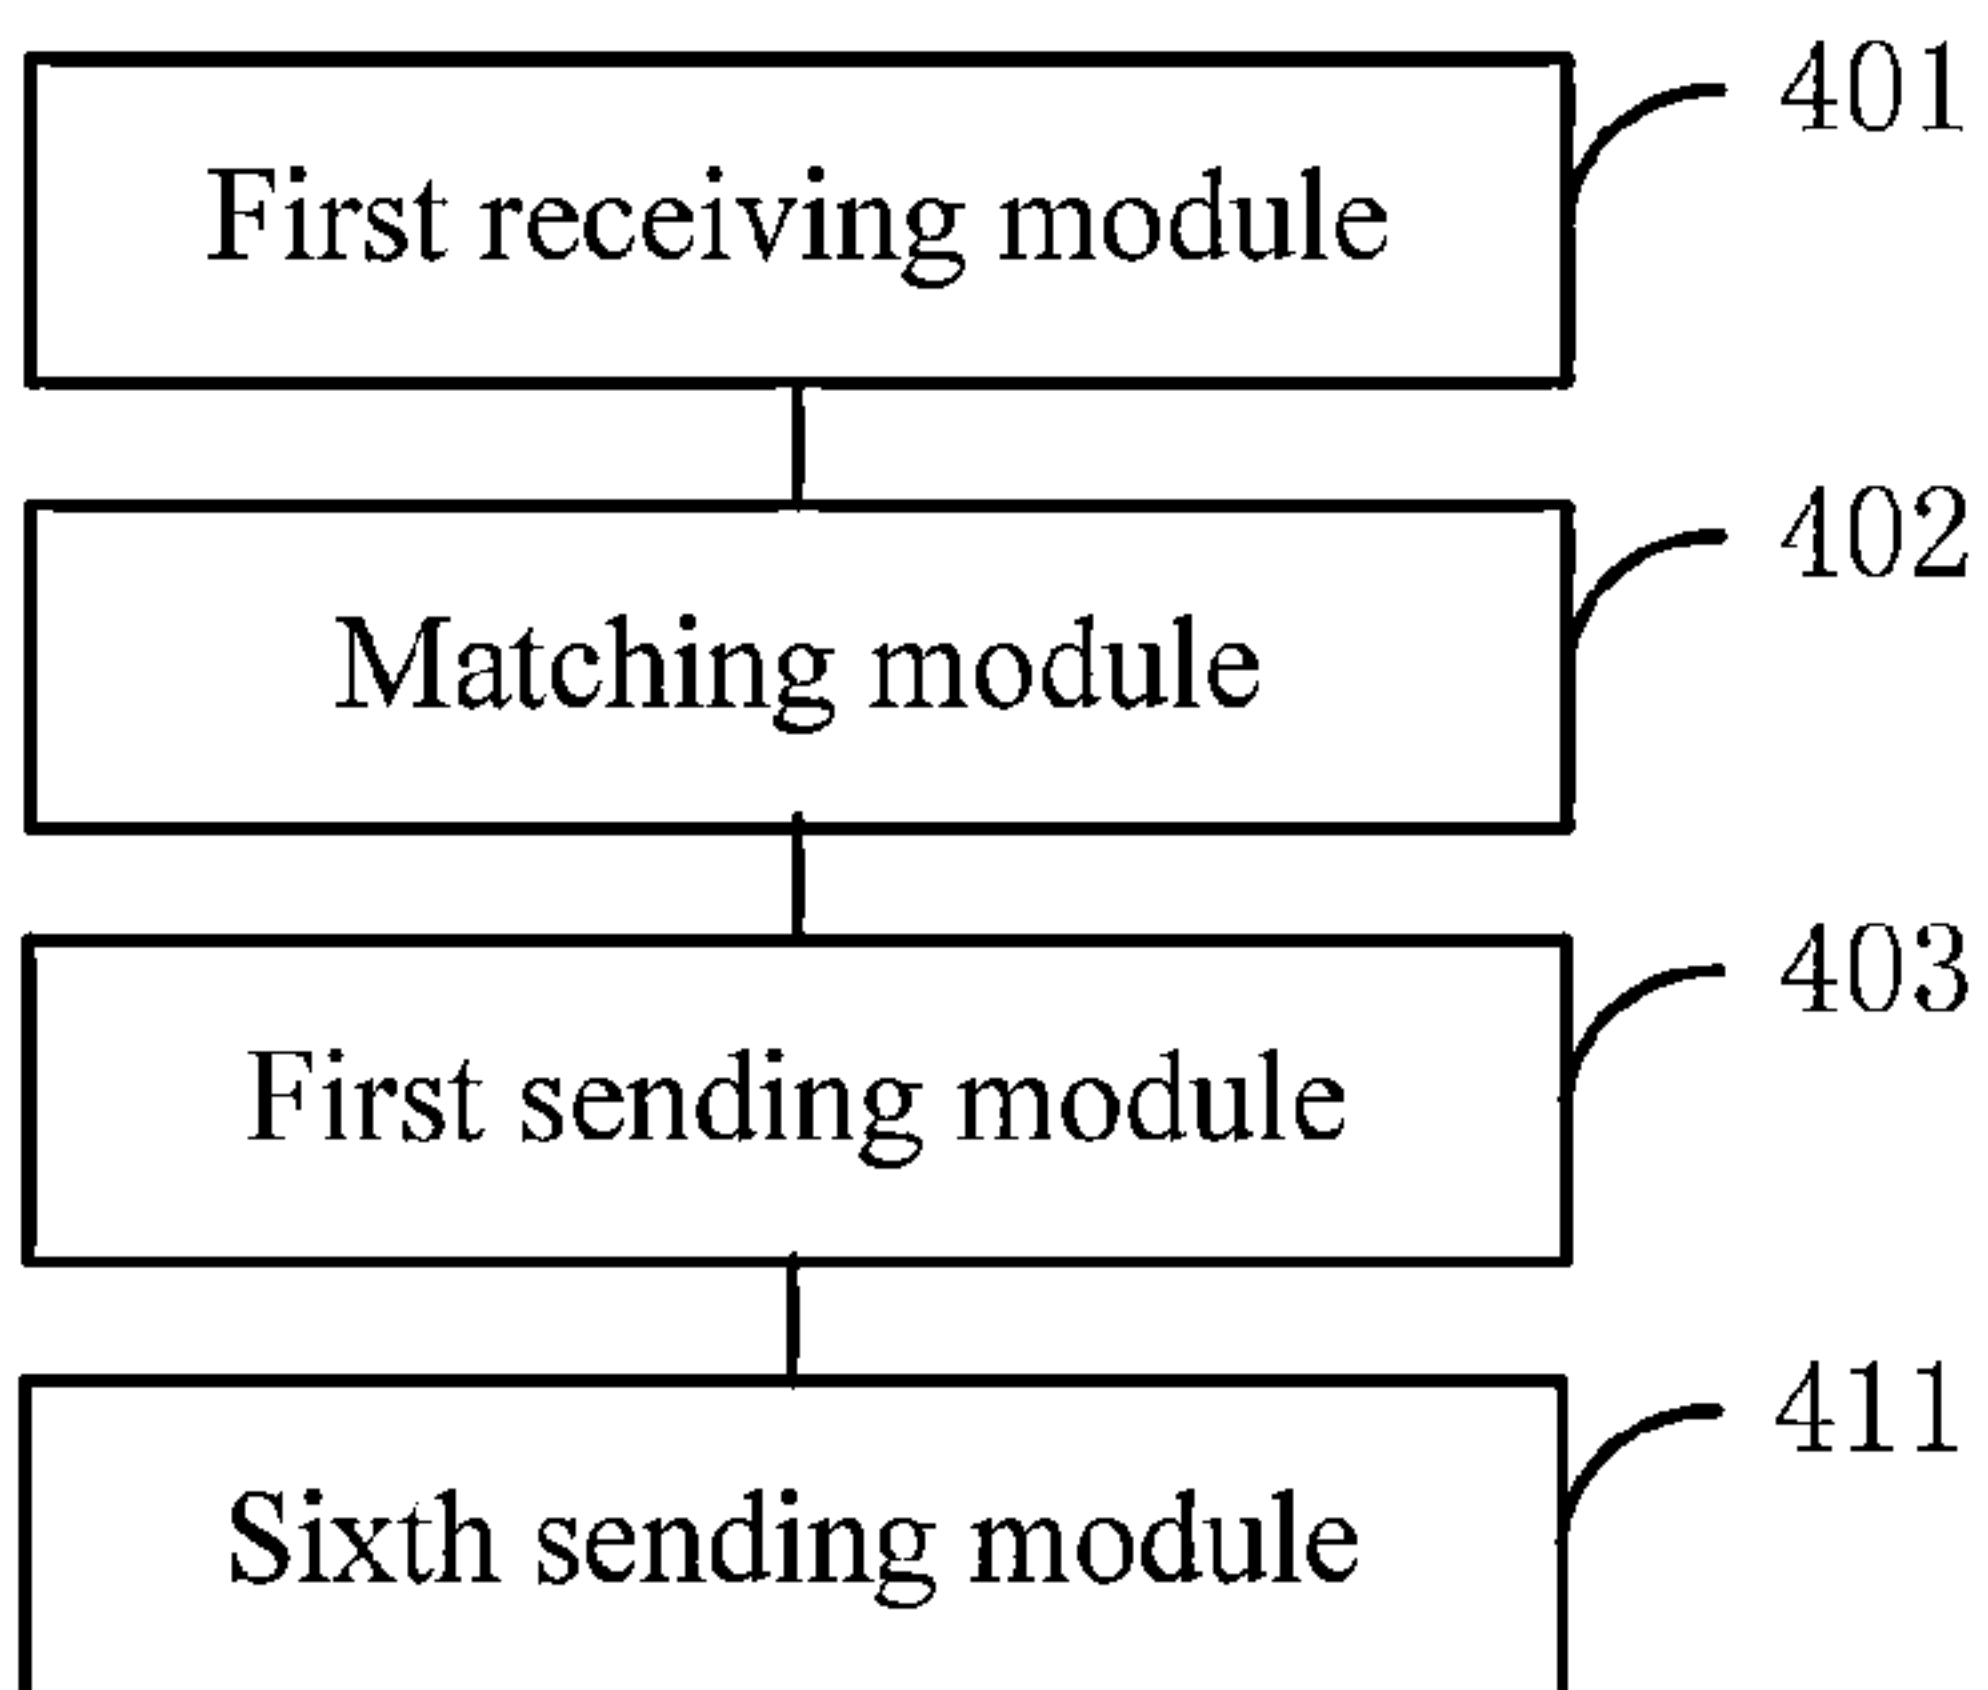 401
First receiving module
402
Matching module
403
First sending module
411
Sixth sending module